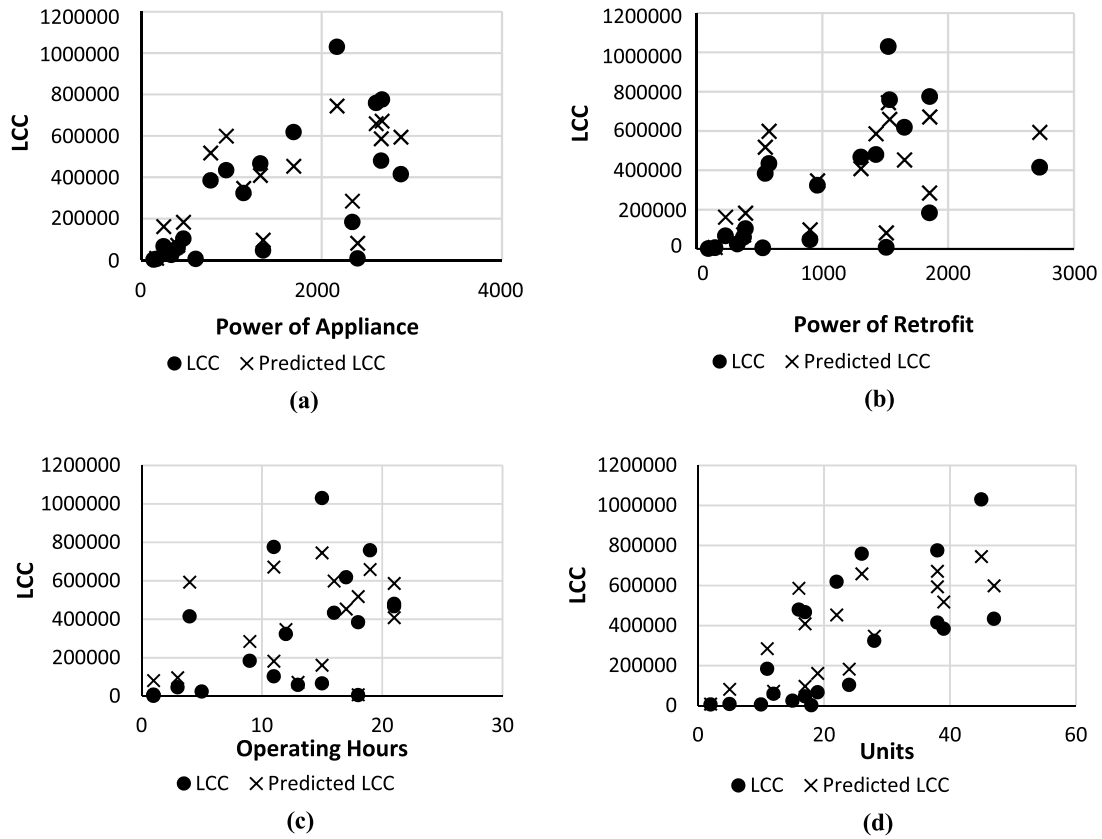 1200000
1000000
800000
600000
400000
200000
0
LCC
0 2000 4000
Power of Appliance
LCC Predicted LCC
(a)
1200000
1000000
800000
600000
400000
200000
0
LCC
0 1000 2000 3000
Power of Retrofit
LCC Predicted LCC
(b)
1200000
1000000
800000
600000
400000
200000
0
LCC
0 10 20 30
Operating Hours
LCC Predicted LCC
(c)
1200000
1000000
800000
600000
400000
200000
0
LCC
0 20 40 60
Units
LCC Predicted LCC
(d)